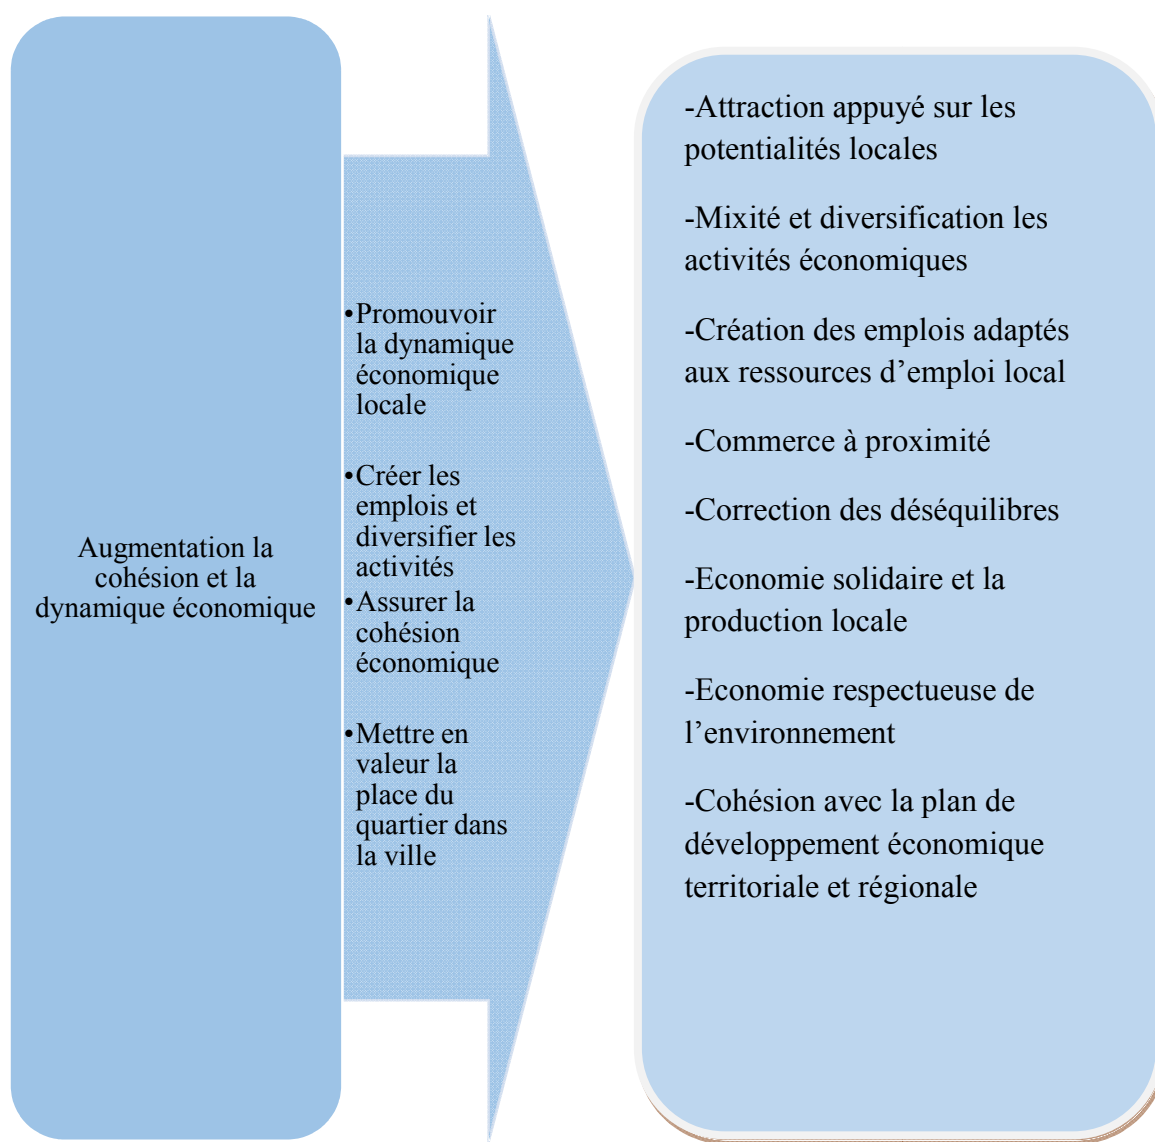 Augmentation la
cohésion et la
dynamique économique
•Promouvoir
la dynamique
économique
locale
•Créer les
emplois et
diversifier les
activités
•Assurer la
cohésion
économique
•Mettre en
valeur la
place du
quartier dans
la ville
-Attraction appuyé sur les
potentialités locales
-Mixité et diversification les
activités économiques
-Création des emplois adaptés
aux ressources d’emploi local
-Commerce à proximité
-Correction des déséquilibres
-Economie solidaire et la
production locale
-Economie respectueuse de
l’environnement
-Cohésion avec la plan de
développement économique
territoriale et régionale